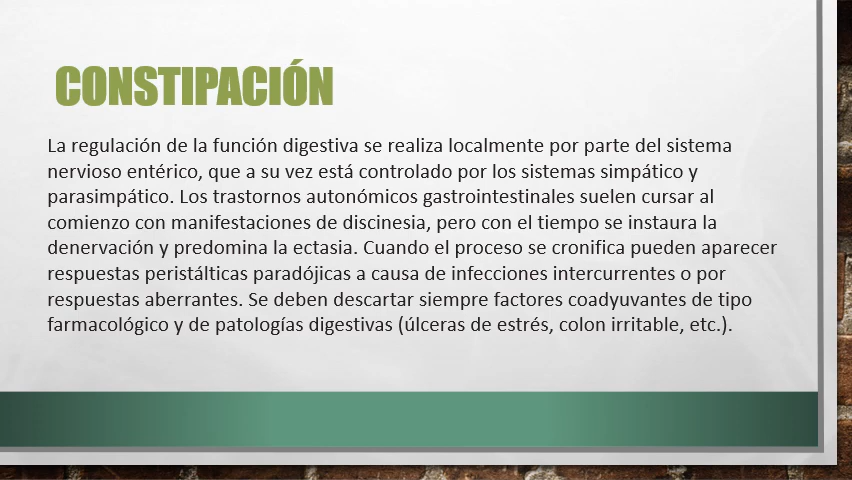 CONSTIPACIÓN
La regulación de la función digestiva se realiza localmente por parte del sistema
nervioso entérico, que a su vez está controlado por los sistemas simpático y
parasimpático. Los trastornos autonómicos gastrointestinales suelen cursar al
comienzo con manifestaciones de discinesia, pero con el tiempo se instaura la
denervación y predomina la ectasia. Cuando el proceso se cronifica pueden aparecer
respuestas peristálticas paradójicas a causa de infecciones intercurrentes o por
respuestas aberrantes. Se deben descartar siempre factores coadyuvantes de tipo
farmacológico y de patologías digestivas (úlceras de estrés, colon irritable, etc.).